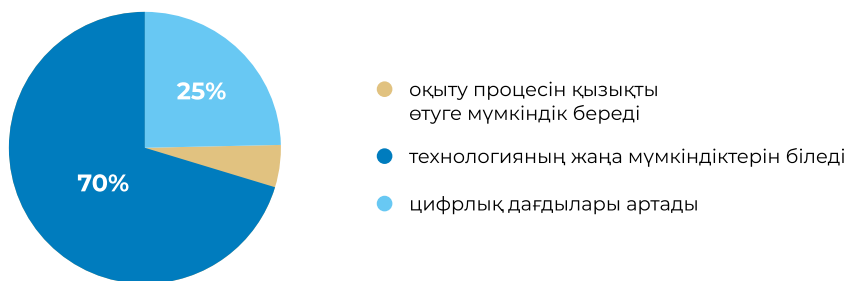 25%
70%
оқыту процесін қызықты
өтуге мүмкіндік береді
технологияның жаңа мүмкіндіктерін біледі
цифрлық дағдылары артады